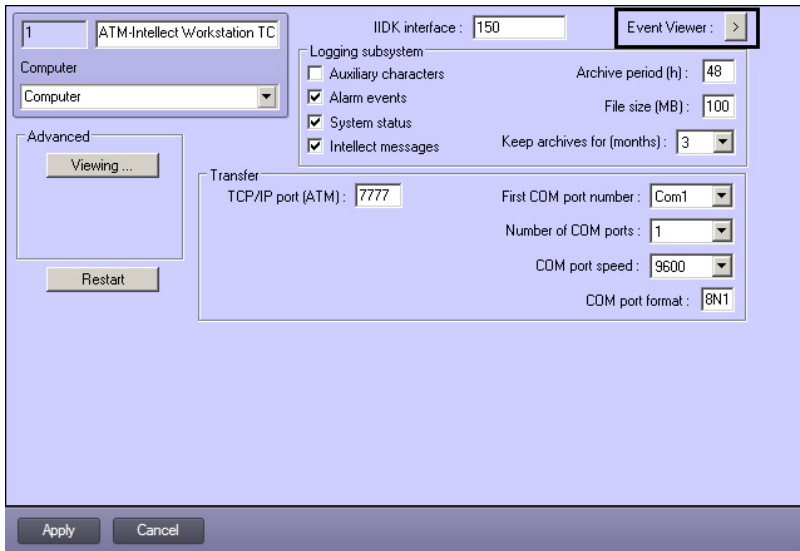 1
ATM-Intellect Workstation TC
Computer
Computer
IIDK interface : 150
Event Viewer : >
Logging subsystem
Auxiliary characters
Alarm events
System status
Intellect messages
Archive period (h) : 48
File size (MB) : 100
Keep archives for (months) : 3
Advanced
Viewing ...
Restart
Transfer
TCP/IP port (ATM) : 7777
First COM port number : Com1
Number of COM ports : 1
COM port speed : 9600
COM port format : 8N1
Apply
Cancel